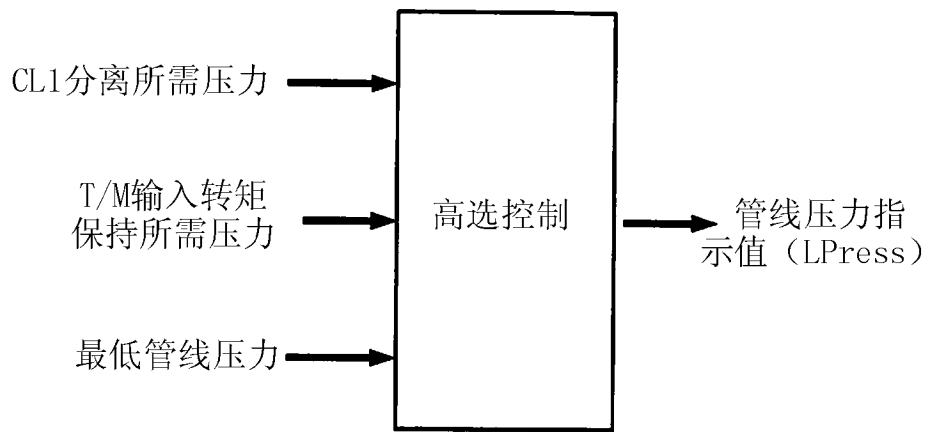 CL1分离所需压力
T/M输入转矩
保持所需压力
最低管线压力
高选控制
管线压力指
示值（LPress）